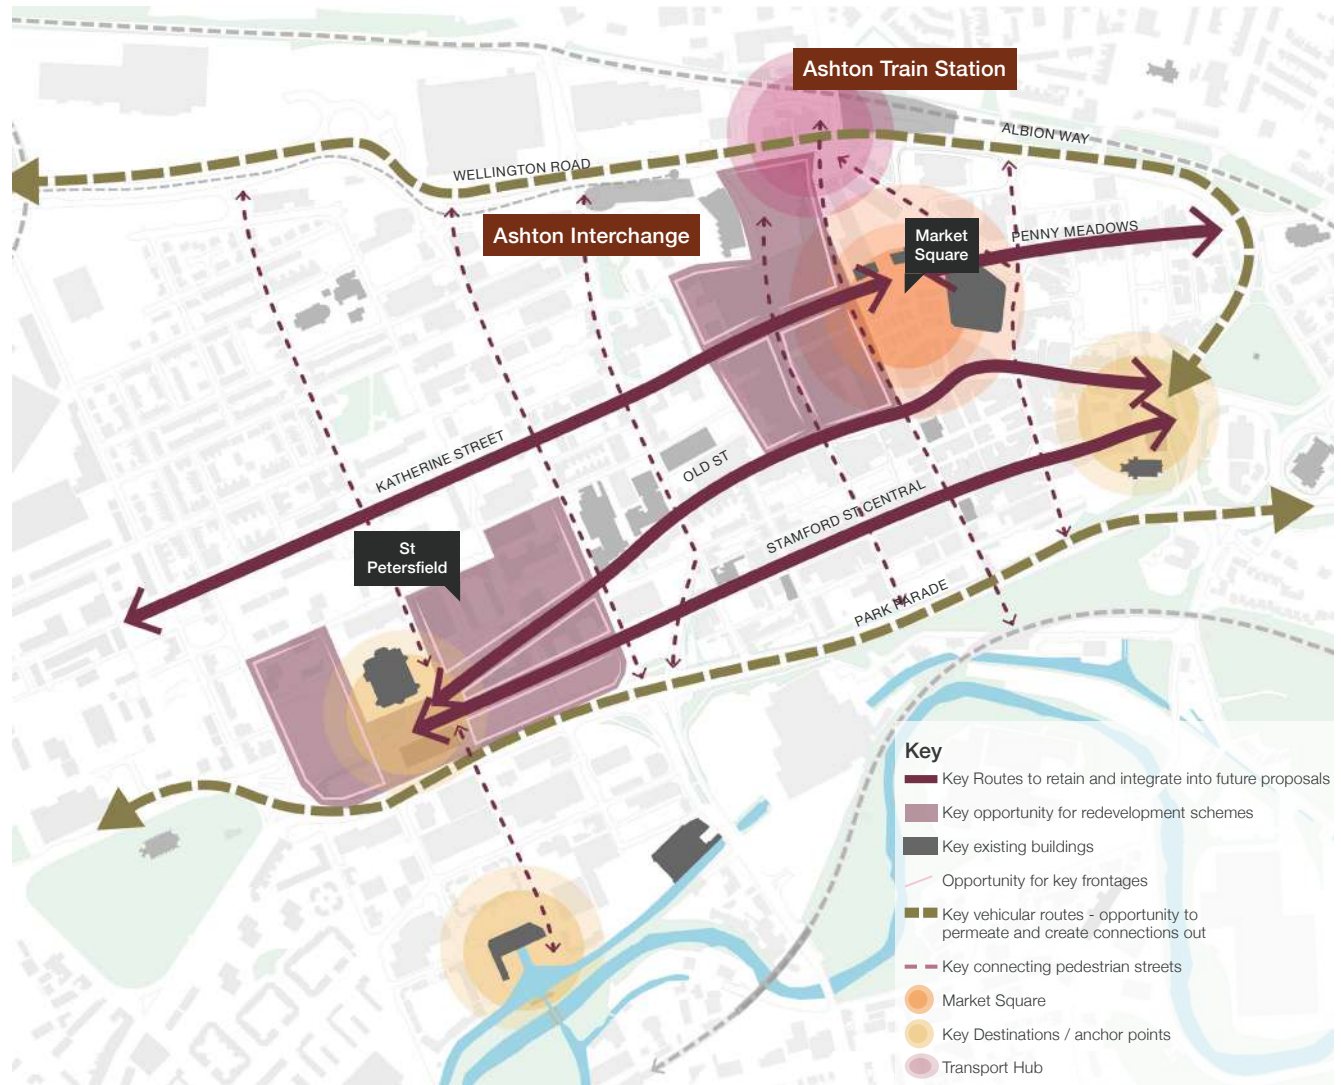 Ashton Train Station
ALBION WAY
WELLINGTON ROAD
Ashton Interchange
Market
Square
PENNY MEADOWS
KATHERINE STREET
OLD ST
STAMFORD ST CENTRAL
St
Petersfield
PARK PARADE
Key
Key Routes to retain and integrate into future proposals
Key opportunity for redevelopment schemes
Key existing buildings
Opportunity for key frontages
Key vehicular routes - opportunity to
permeate and create connections out
Key connecting pedestrian streets
Market Square
Key Destinations / anchor points
Transport Hub